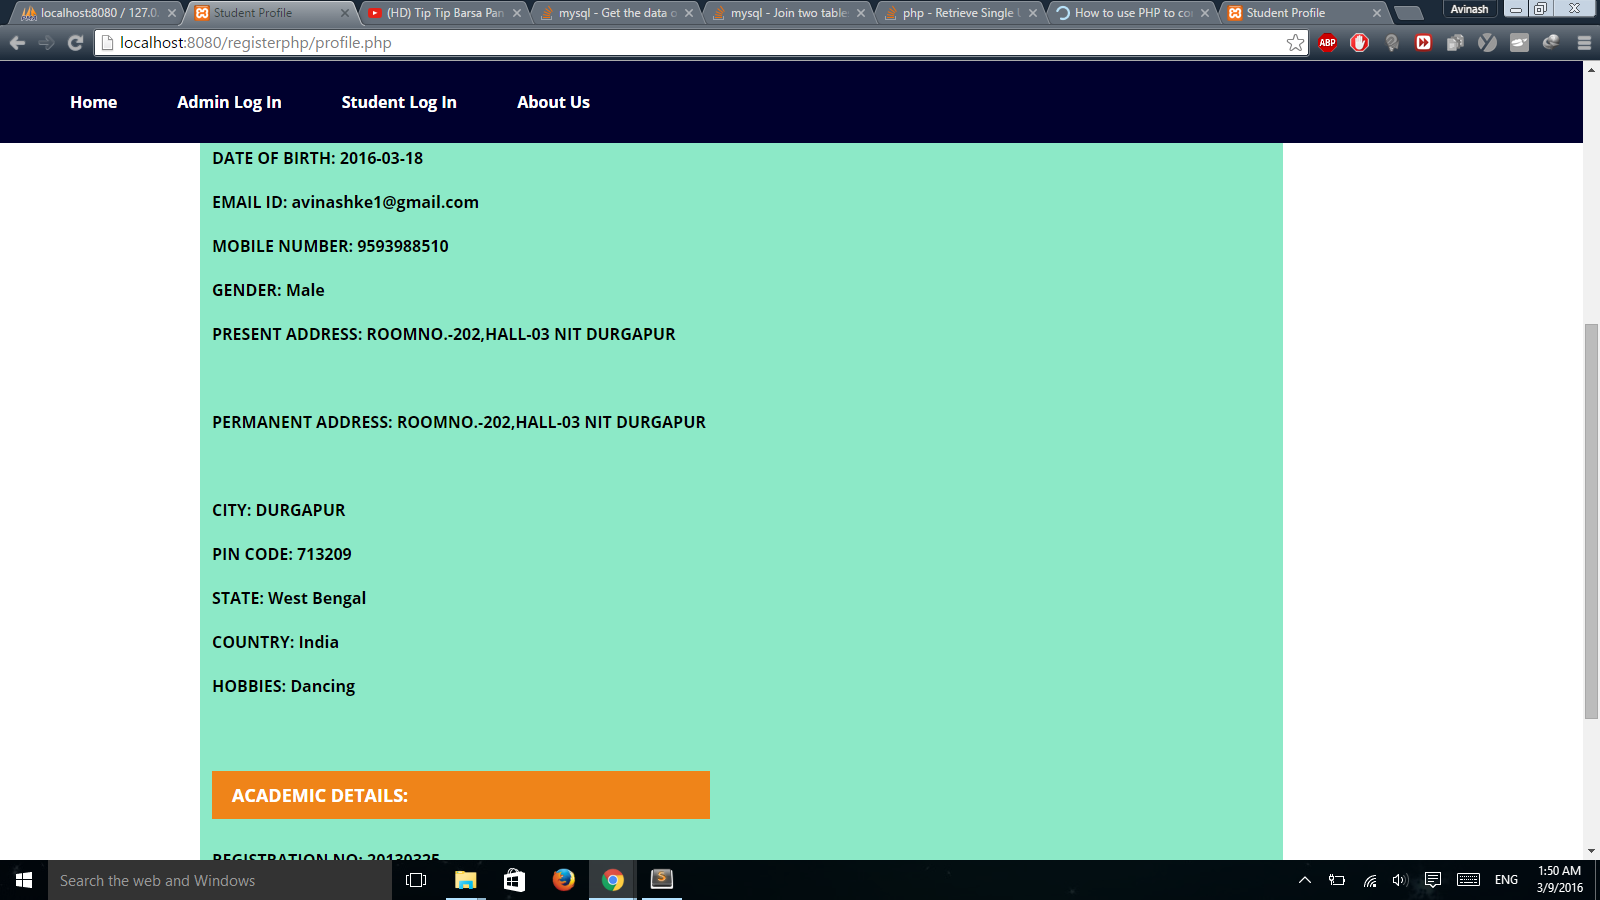 localhost:8080 / 127.0.
Student Profile
(HD) Tip Tip Barsa Pan
mysql - Get the data o
mysql - Join two table
php - Retrieve Single U
How to use PHP to co
Student Profile
Avinash
localhost:8080/registerphp/profile.php
ABP
Home
Admin Log In
Student Log In
About Us
DATE OF BIRTH: 2016-03-18
EMAIL ID: avinashke1@gmail.com
MOBILE NUMBER: 9593988510
GENDER: Male
PRESENT ADDRESS: ROOMNO.-202,HALL-03 NIT DURGAPUR
PERMANENT ADDRESS: ROOMNO.-202,HALL-03 NIT DURGAPUR
CITY: DURGAPUR
PIN CODE: 713209
STATE: West Bengal
COUNTRY: India
HOBBIES: Dancing
ACADEMIC DETAILS:
REGISTRATION NO: 20130325
Search the web and Windows
ENG
1:50 AM
3/9/2016